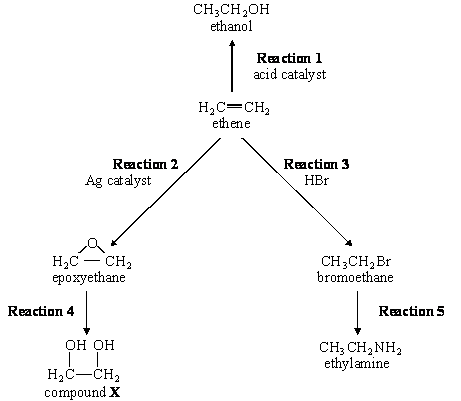 CH₃CH₂OH
ethanol
Reaction 1
acid catalyst
H₂C=CH₂
ethene
Reaction 2
Ag catalyst
Reaction 3
HBr
O
H₂C — CH₂
epoxyethane
CH₃CH₂Br
bromoethane
Reaction 4
Reaction 5
OH OH
H₂C—CH₂
compound X
CH₃CH₂NH₂
ethylamine